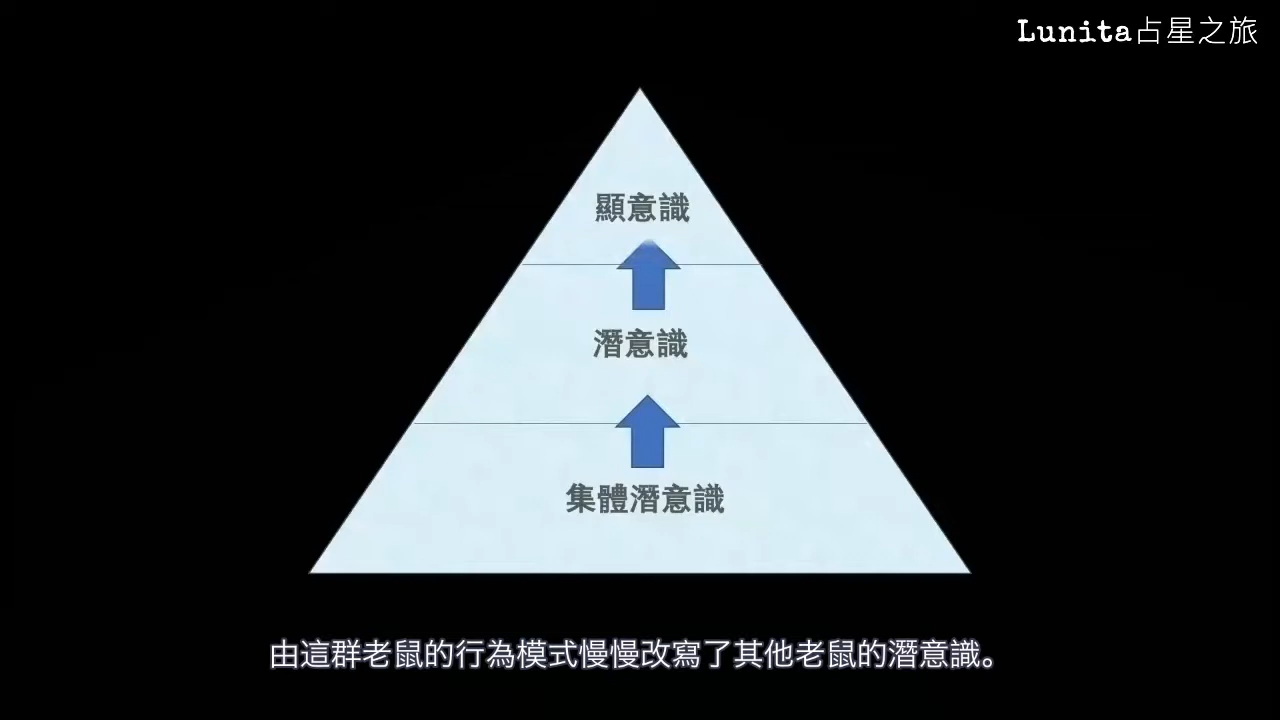 Lunita占星之旅
顯意識
潛意識
集體潛意識
由這群老鼠的行為模式慢慢改寫了其他老鼠的潛意識。